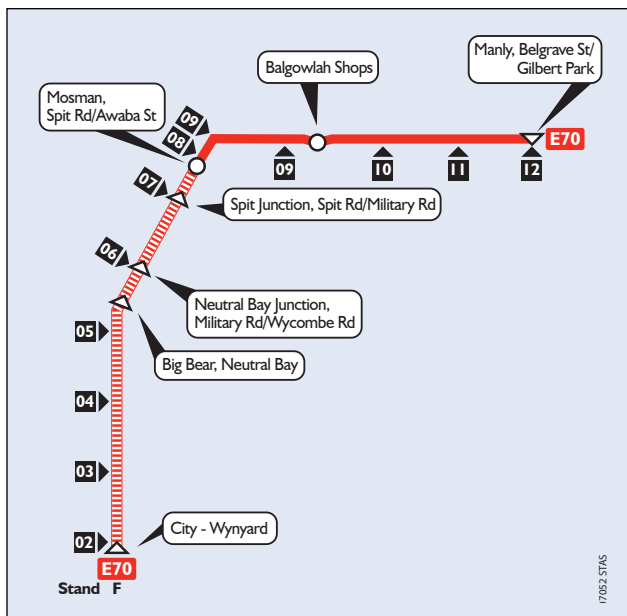 Manly, Belgrave St/
Gilbert Park
Balgowlah Shops
Mosman,
Spit Rd/Awaba St
09
08
E70
09
10
11
12
07
Spit Junction, Spit Rd/Military Rd
06
Neutral Bay Junction,
Military Rd/Wycombe Rd
05
Big Bear, Neutral Bay
04
03
02
City - Wynyard
E70
Stand F
17052 STAS